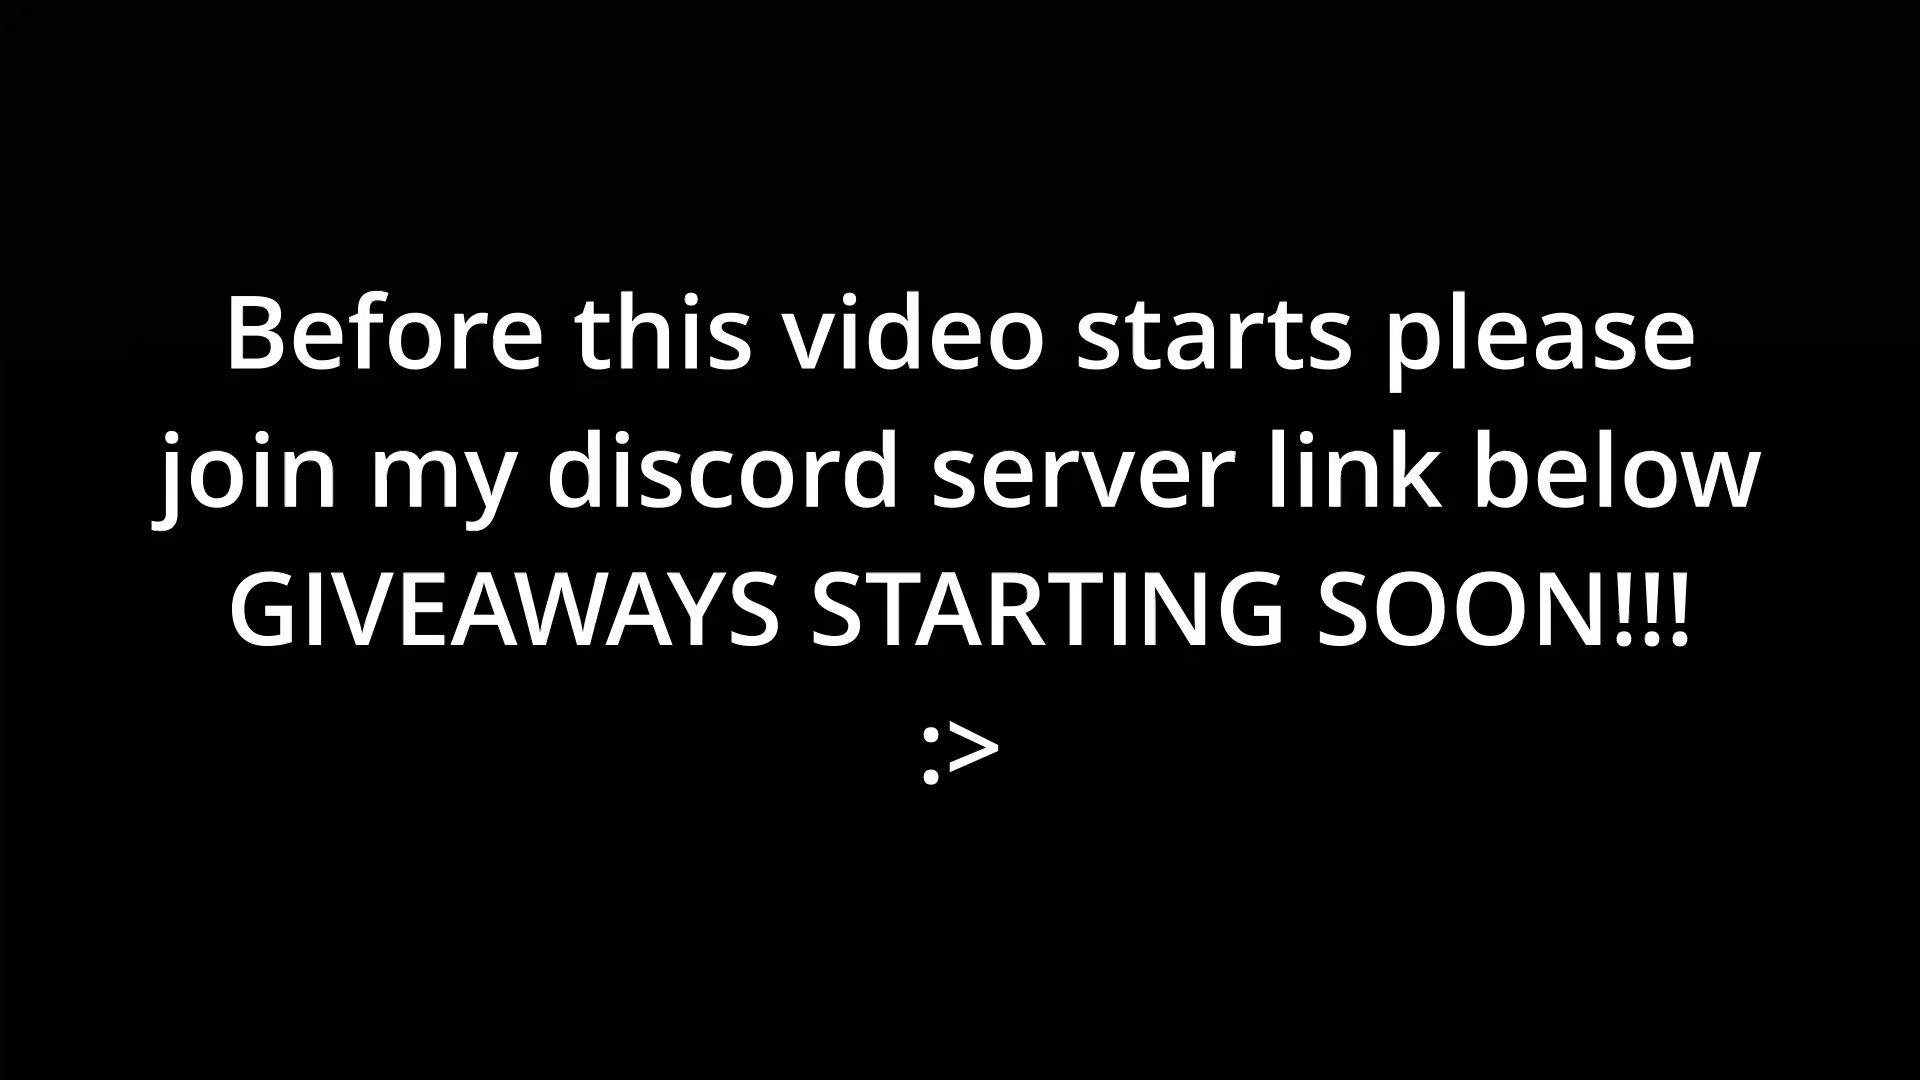 Before this video starts please
join my discord server link below
GIVEAWAYS STARTING SOON!!!
:>